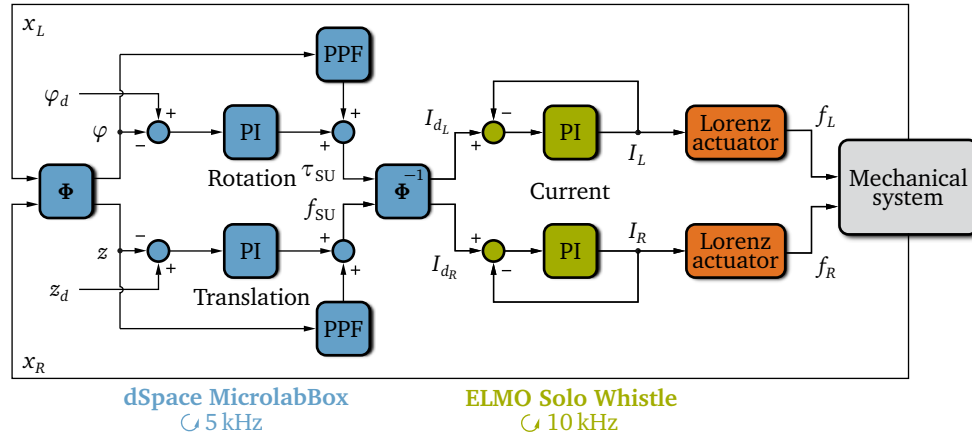 x_L
PPF
φ_d
+
+
φ
−
PI
+
Rotation
τ_SU
Φ
Φ^−1
f_SU
z
−
+
PI
+
+
z_d
Translation
PPF
x_R
I_{d_L}
−
+
PI
I_L
Current
I_{d_R}
+
−
PI
I_R
Lorenz
actuator
f_L
Lorenz
actuator
f_R
Mechanical
system
dSpace MicrolabBox
5 kHz
ELMO Solo Whistle
10 kHz